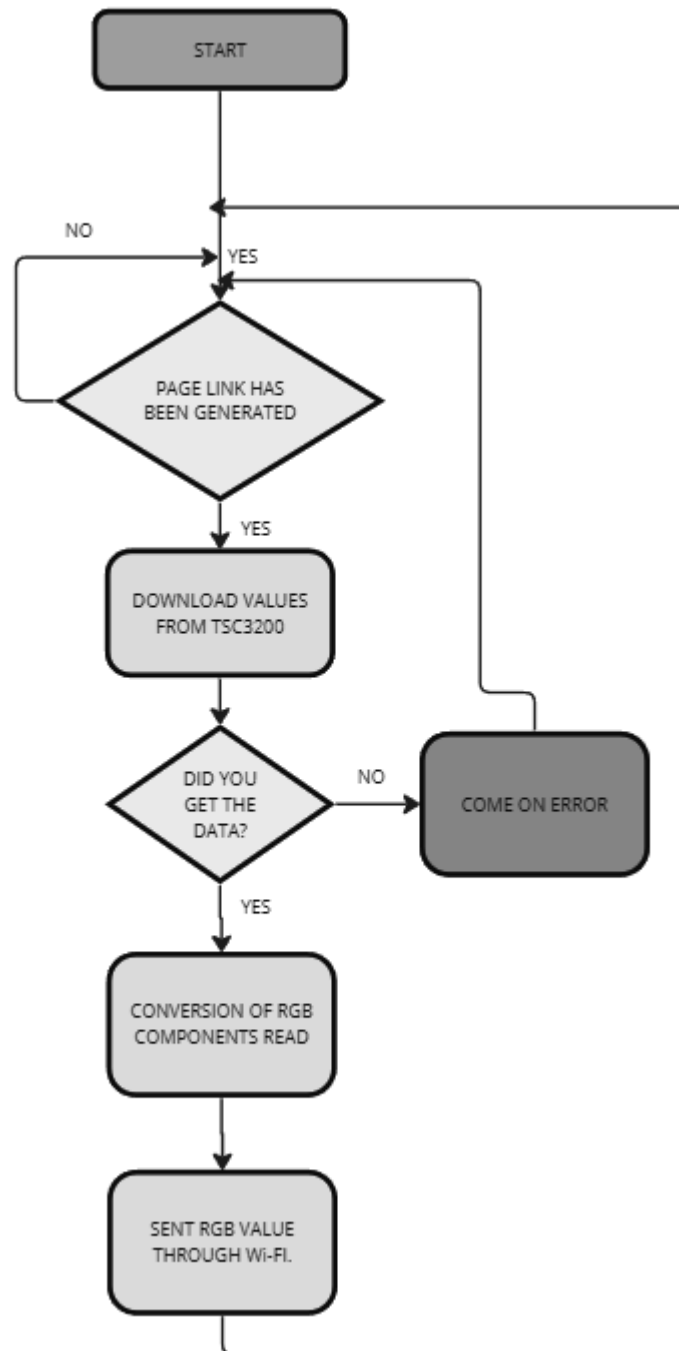 START
NO
YES
PAGE LINK HAS
BEEN GENERATED
YES
DOWNLOAD VALUES
FROM TSC3200
DID YOU
GET THE
DATA?
NO
COME ON ERROR
YES
CONVERSION OF RGB
COMPONENTS READ
SENT RGB VALUE
THROUGH Wi-FI.